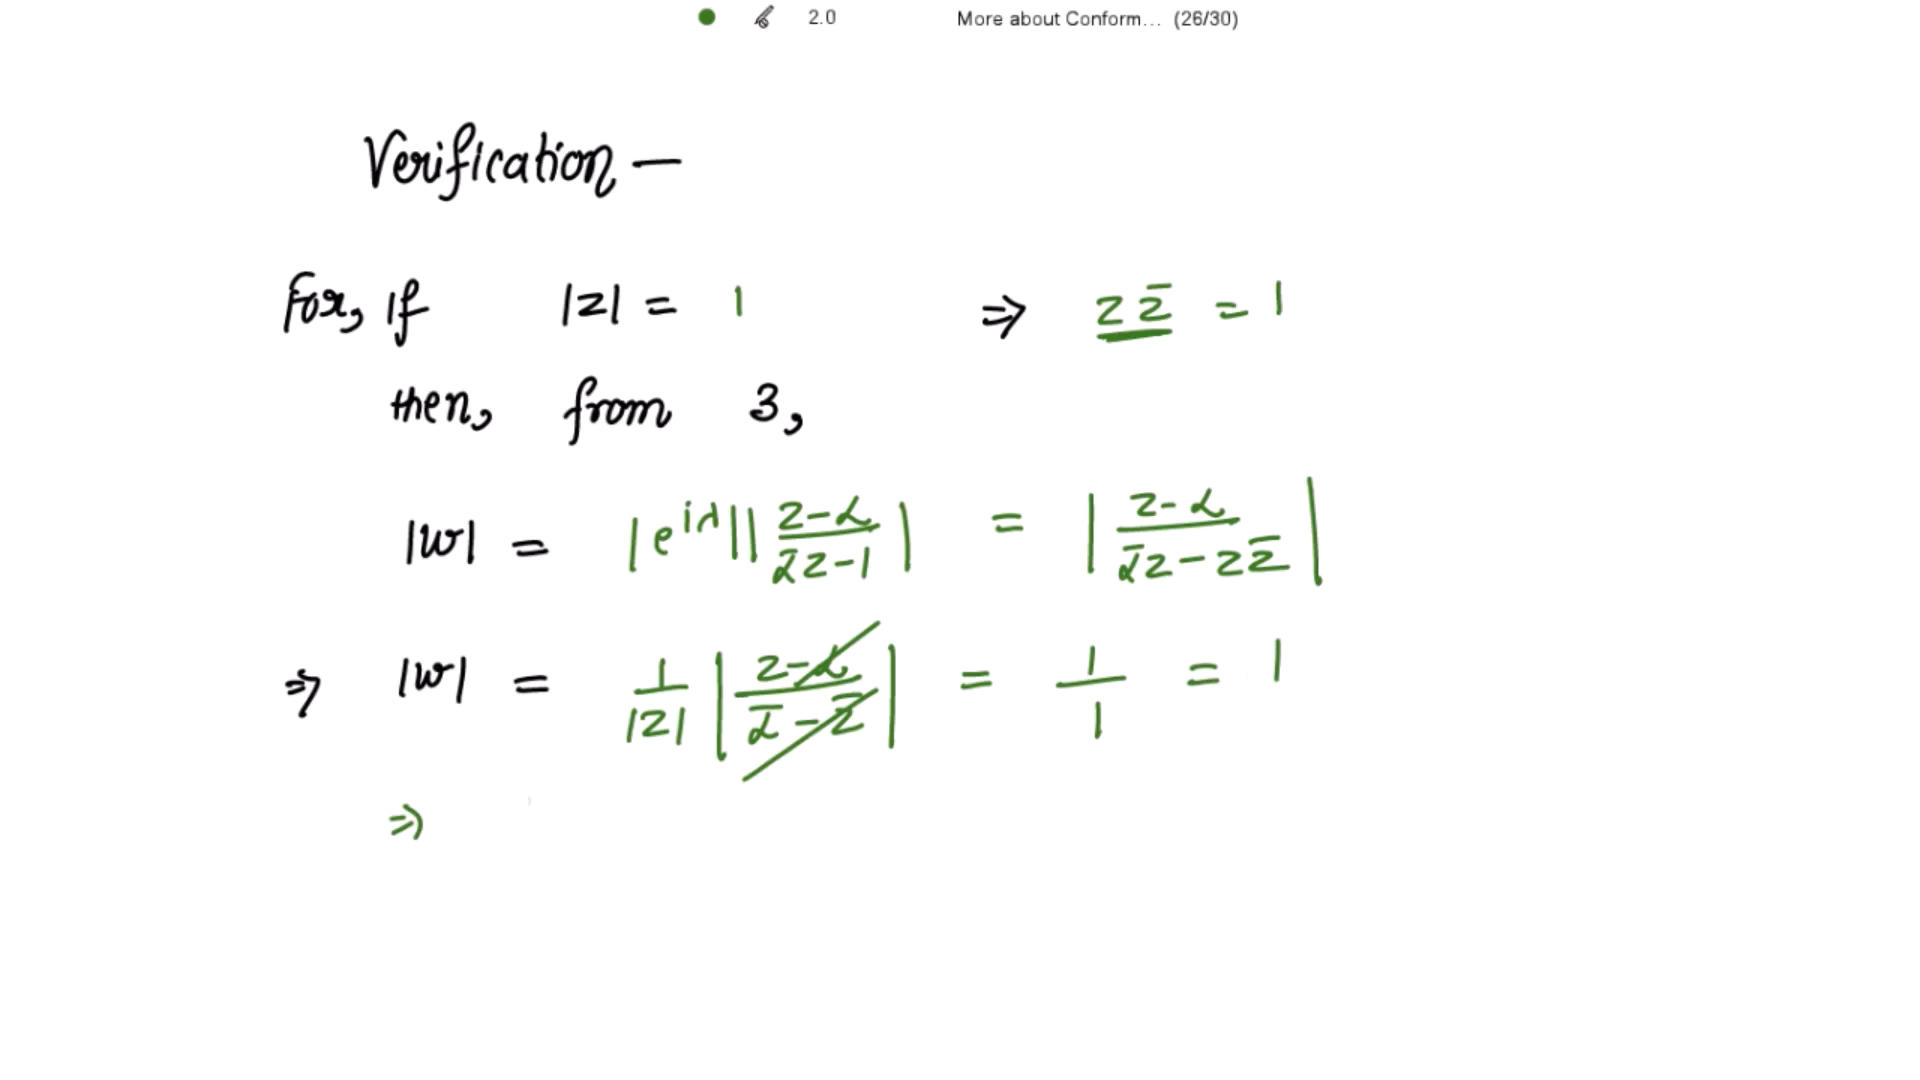 2.0 More about Conform... (26/30)
Verification —
For, if |z| = 1 ⇒ z z̄ = 1
then, from 3,
|w| = |e^{iλ}| |(z-α)/(ᾱz-1)| = |(z-α)/(ᾱz-zz̄)|
⇒ |w| = 1/|z| |(z-α)/(ᾱ-z̄)| = 1/1 = 1
⇒